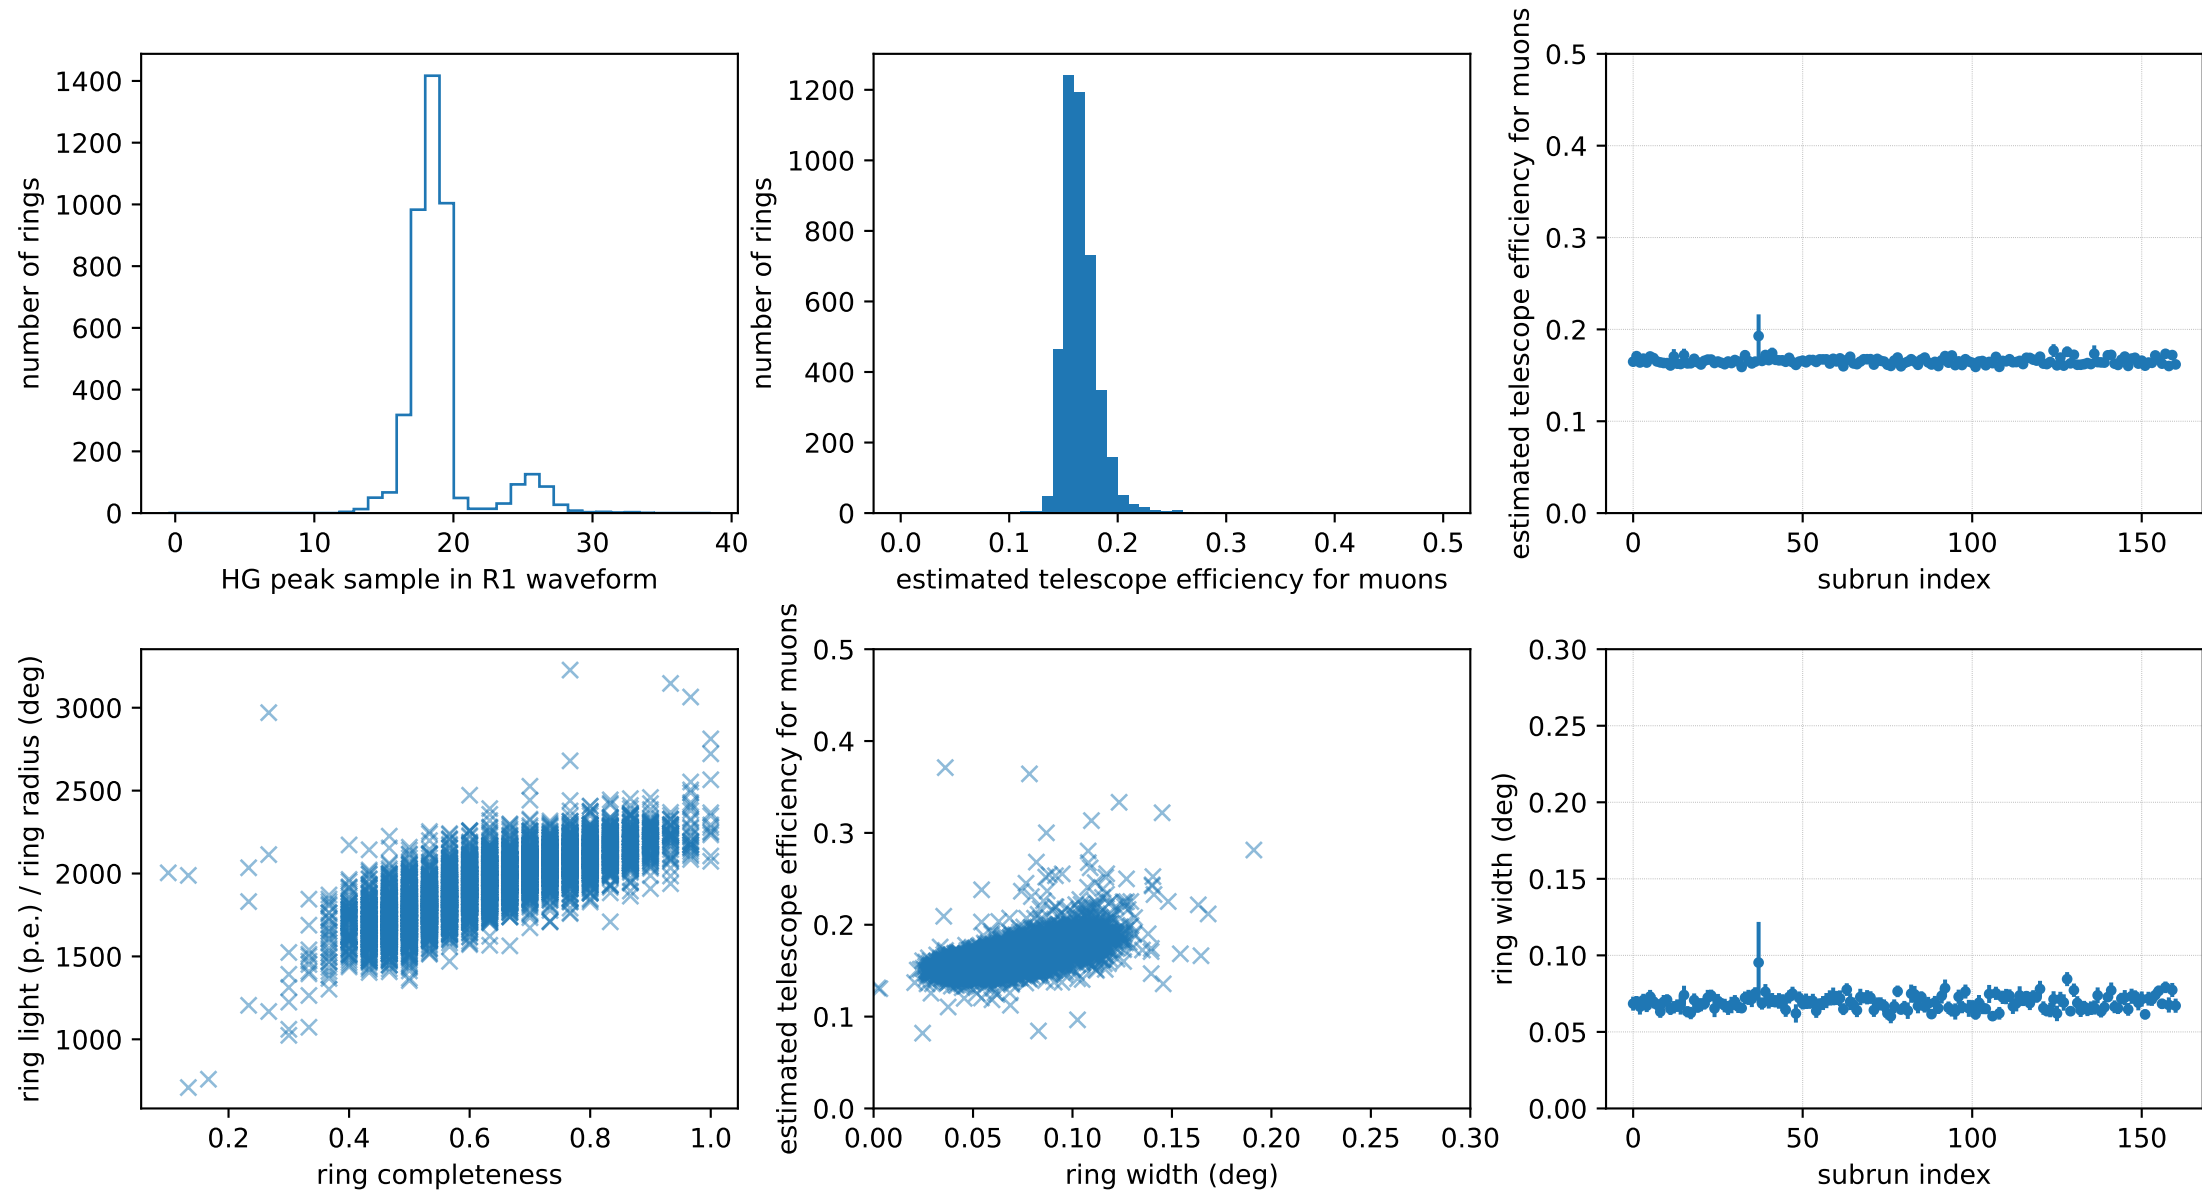 1400
1200
1000
800
600
400
200
0
number of rings
0 10 20 30 40
HG peak sample in R1 waveform
1200
1000
800
600
400
200
0
number of rings
0.0 0.1 0.2 0.3 0.4 0.5
estimated telescope efficiency for muons
0.5
0.4
0.3
0.2
0.1
0.0
estimated telescope efficiency for muons
0 50 100 150
subrun index
3000
2500
2000
1500
1000
ring light (p.e.) / ring radius (deg)
0.2 0.4 0.6 0.8 1.0
ring completeness
0.5
0.4
0.3
0.2
0.1
0.0
estimated telescope efficiency for muons
0.00 0.05 0.10 0.15 0.20 0.25 0.30
ring width (deg)
0.30
0.25
0.20
0.15
0.10
0.05
0.00
ring width (deg)
0 50 100 150
subrun index